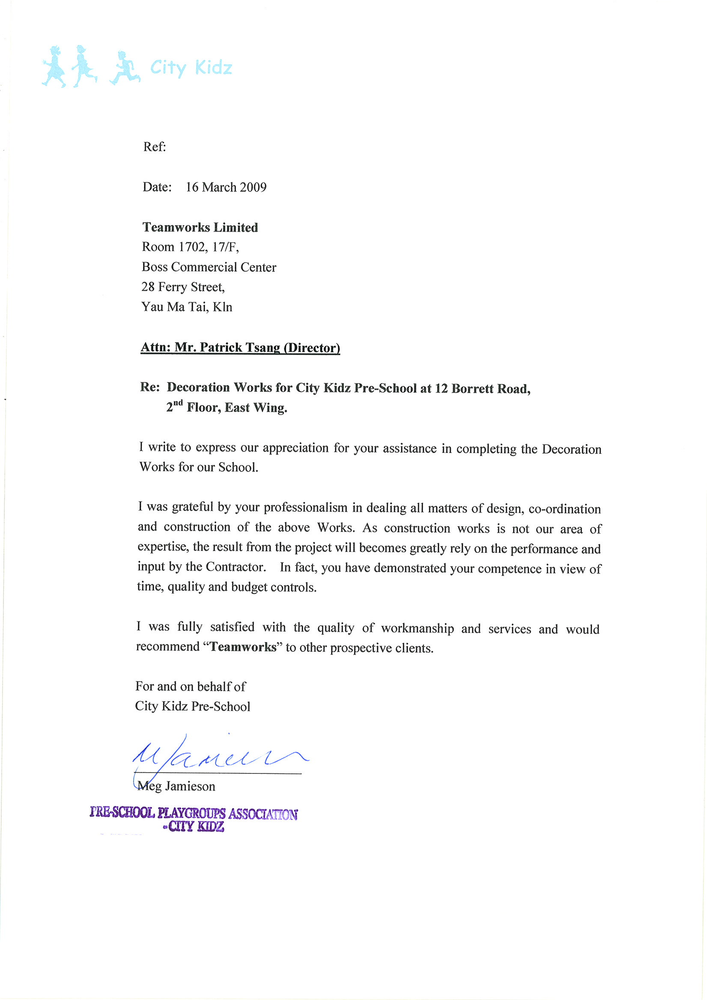 City Kidz
Ref:
Date: 16 March 2009
Teamworks Limited
Room 1702, 17/F,
Boss Commercial Center
28 Ferry Street,
Yau Ma Tai, Kln
Attn: Mr. Patrick Tsang (Director)
Re: Decoration Works for City Kidz Pre-School at 12 Borrett Road,
2nd Floor, East Wing.
I write to express our appreciation for your assistance in completing the Decoration
Works for our School.
I was grateful by your professionalism in dealing all matters of design, co-ordination
and construction of the above Works. As construction works is not our area of
expertise, the result from the project will becomes greatly rely on the performance and
input by the Contractor. In fact, you have demonstrated your competence in view of
time, quality and budget controls.
I was fully satisfied with the quality of workmanship and services and would
recommend “Teamworks” to other prospective clients.
For and on behalf of
City Kidz Pre-School
M Jamieson
Meg Jamieson
PRE-SCHOOL PLAYGROUPS ASSOCIATION
-CITY KIDZ